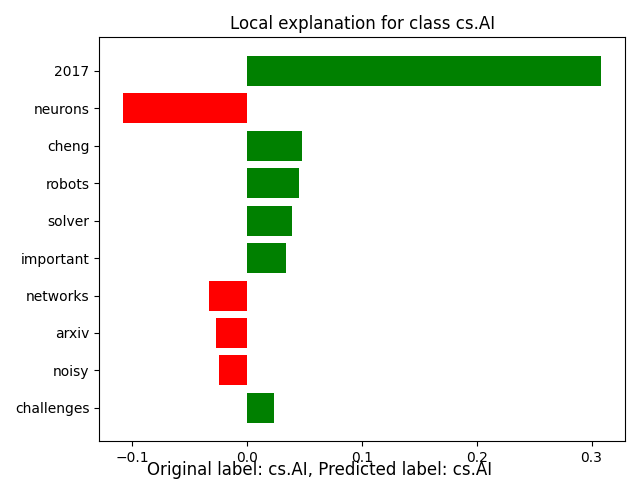 Local explanation for class cs.AI
2017
neurons
cheng
robots
solver
important
networks
arxiv
noisy
challenges
−0.1 0.0 0.1 0.2 0.3
Original label: cs.AI, Predicted label: cs.AI